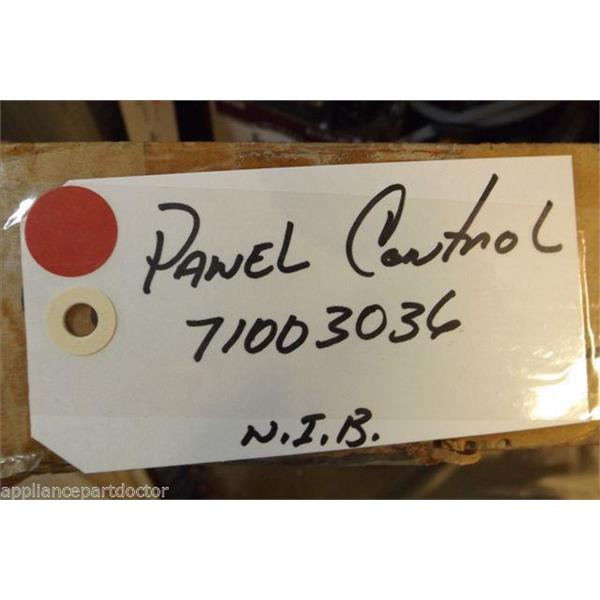 Panel Control
71003036
N.I.B.
appliancepartdoctor